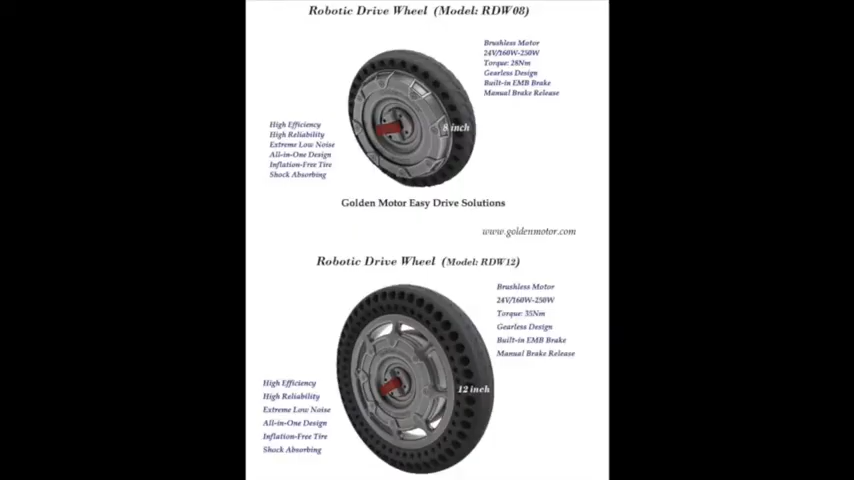 Robotic Drive Wheel (Model: RDW08)
Brushless Motor
24V/160W-250W
Torque: 28Nm
Gearless Design
Built-in EMB Brake
Manual Brake Release
8 inch
High Efficiency
High Reliability
Extreme Low Noise
All-in-One Design
Inflation-Free Tire
Shock Absorbing
Golden Motor Easy Drive Solutions
www.goldenmotor.com
Robotic Drive Wheel (Model: RDW12)
Brushless Motor
24V/160W-250W
Torque: 35Nm
Gearless Design
Built-in EMB Brake
Manual Brake Release
12 inch
High Efficiency
High Reliability
Extreme Low Noise
All-in-One Design
Inflation-Free Tire
Shock Absorbing